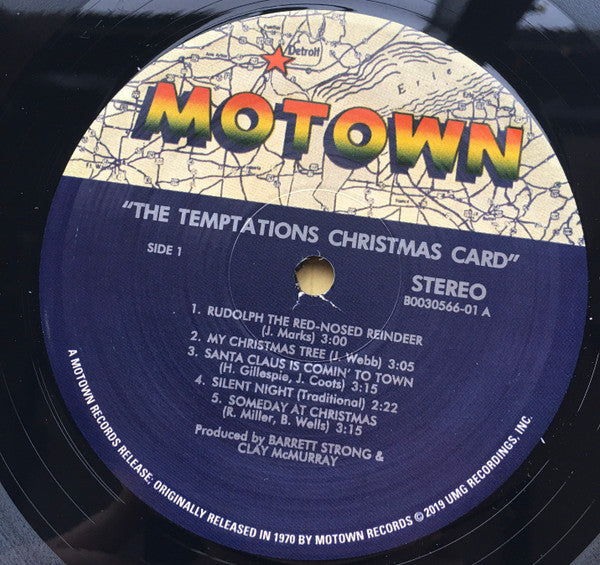 Detroit
Erie
MOTOWN
"THE TEMPTATIONS CHRISTMAS CARD"
SIDE 1
STEREO
B0030566-01 A
1. RUDOLPH THE RED-NOSED REINDEER
(J. Marks) 3:00
2. MY CHRISTMAS TREE (J. Webb) 3:05
3. SANTA CLAUS IS COMIN' TO TOWN
(H. Gillespie, J. Coots) 3:15
4. SILENT NIGHT (Traditional) 2:22
5. SOMEDAY AT CHRISTMAS
(R. Miller, B. Wells) 3:15
Produced by BARRETT STRONG &
CLAY McMURRAY
A MOTOWN RECORDS RELEASE; ORIGINALLY RELEASED IN 1970 BY MOTOWN RECORDS © 2019 UMG RECORDINGS, INC.